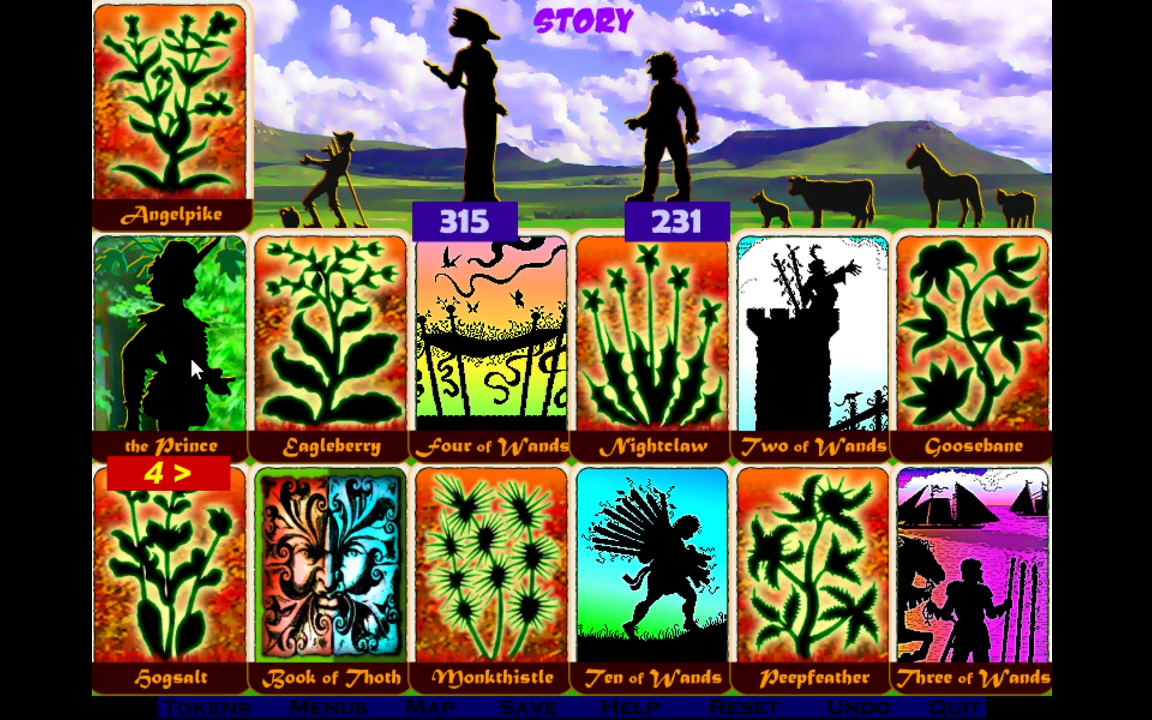 STORY
Angelpike
315
231
the Prince
Eagleberry
Four of Wands
Nightclaw
Two of Wands
Goosebane
4 >
Hogsalt
Book of Thoth
Monkthistle
Ten of Wands
Peepfeather
Three of Wands
TOKENS MENUS MAP SAVE HELP RESET UNDO QUIT